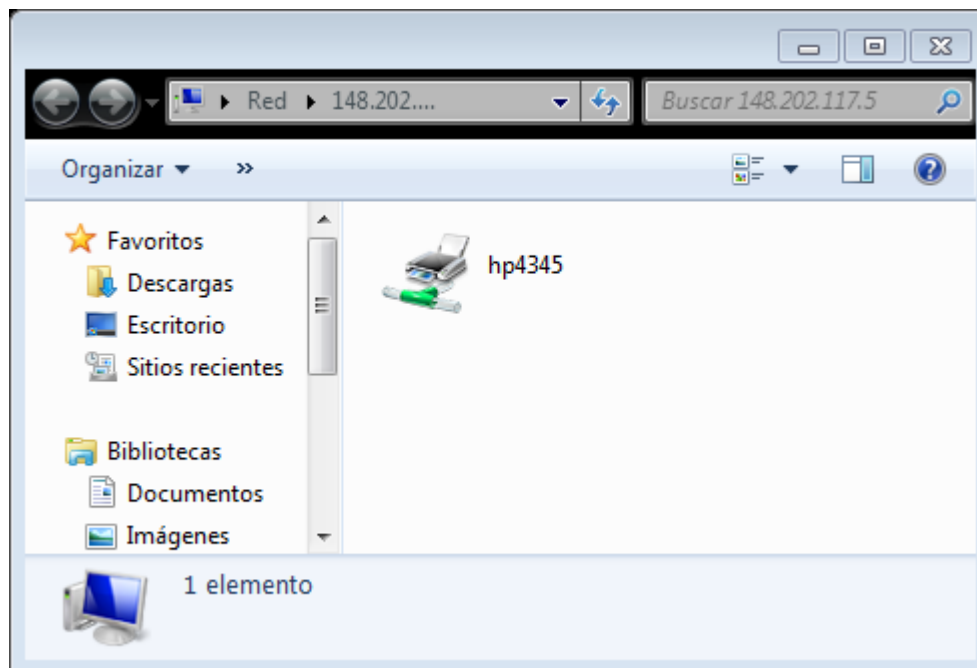 Red 148.202.... Buscar 148.202.117.5
Organizar »
Favoritos
Descargas
Escritorio
Sitios recientes
Bibliotecas
Documentos
Imágenes
hp4345
1 elemento